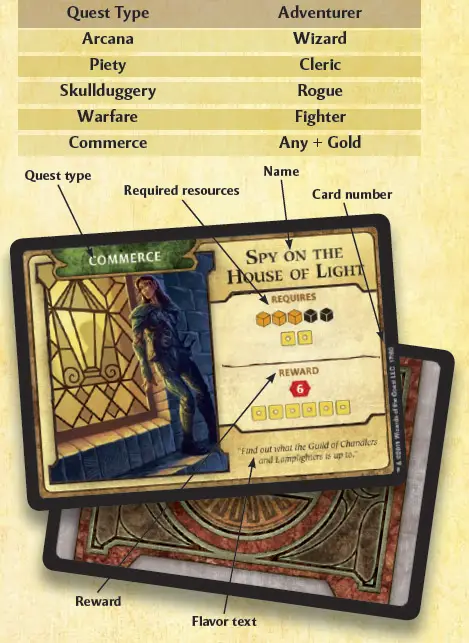 Quest Type Adventurer
Arcana Wizard
Piety Cleric
Skullduggery Rogue
Warfare Fighter
Commerce Any + Gold
Quest type
Required resources
Name
Card number
COMMERCE
SPY ON THE
HOUSE OF LIGHT
REQUIRES
REWARD
6
"Find out what the Guild of Chandlers
and Lamplighters is up to."
Reward
Flavor text